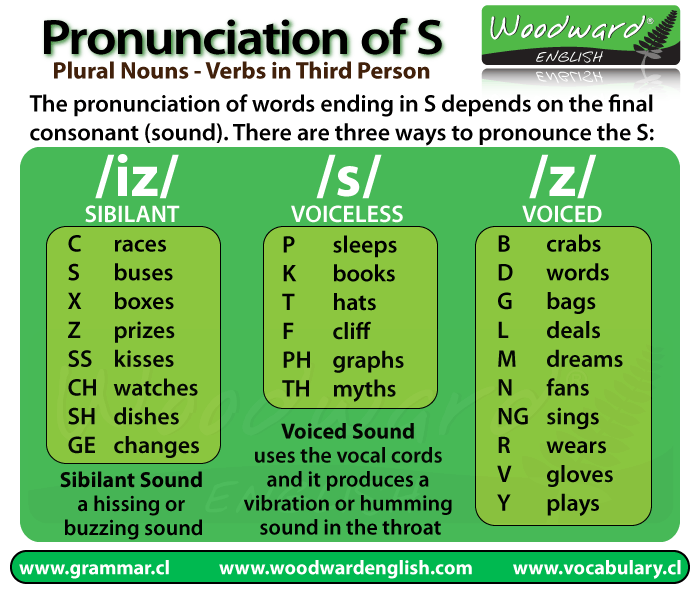 Pronunciation of S
Plural Nouns - Verbs in Third Person
Woodward®
ENGLISH
The pronunciation of words ending in S depends on the final
consonant (sound). There are three ways to pronounce the S:
/iz/
SIBILANT
C races
S buses
X boxes
Z prizes
SS kisses
CH watches
SH dishes
GE changes
Sibilant Sound
a hissing or
buzzing sound
/s/
VOICELESS
P sleeps
K books
T hats
F cliff
PH graphs
TH myths
Voiced Sound
uses the vocal cords
and it produces a
vibration or humming
sound in the throat
/z/
VOICED
B crabs
D words
G bags
L deals
M dreams
N fans
NG sings
R wears
V gloves
Y plays
Woodward
ENGLISH
www.grammar.cl www.woodwardenglish.com www.vocabulary.cl